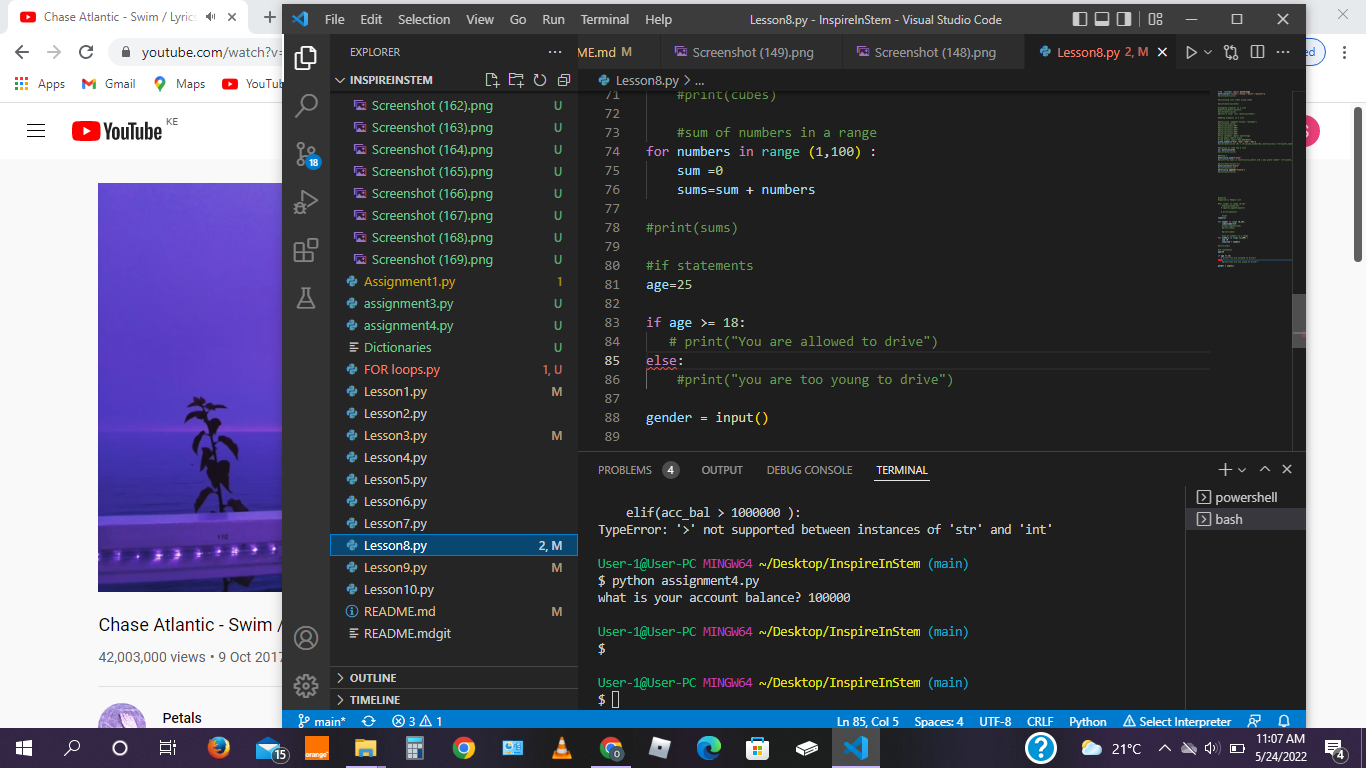 Chase Atlantic - Swim / Lyrics
youtube.com/watch?v=
Apps
Gmail
Maps
YouTub
YouTube KE
Chase Atlantic - Swim /
42,003,000 views • 9 Oct 2017
Petals
File Edit Selection View Go Run Terminal Help
Lesson8.py - InspireInStem - Visual Studio Code
EXPLORER
INSPIREINSTEM
Screenshot (162).png U
Screenshot (163).png U
Screenshot (164).png U
Screenshot (165).png U
Screenshot (166).png U
Screenshot (167).png U
Screenshot (168).png U
Screenshot (169).png U
Assignment1.py 1
assignment3.py U
assignment4.py U
Dictionaries U
FOR loops.py 1, U
Lesson1.py M
Lesson2.py
Lesson3.py M
Lesson4.py
Lesson5.py
Lesson6.py
Lesson7.py
Lesson8.py 2, M
Lesson9.py M
Lesson10.py
README.md M
README.mdgit
OUTLINE
TIMELINE
18
ME.md M
Screenshot (149).png
Screenshot (148).png
Lesson8.py 2, M
ed
Lesson8.py > ...
71 #print(cubes)
72
73 #sum of numbers in a range
74 for numbers in range (1,100) :
75 sum =0
76 sums=sum + numbers
77
78 #print(sums)
79
80 #if statements
81 age=25
82
83 if age >= 18:
84 # print("You are allowed to drive")
85 else:
86 #print("you are too young to drive")
87
88 gender = input()
89
PROBLEMS 4 OUTPUT DEBUG CONSOLE TERMINAL
elif(acc_bal > 1000000 ):
TypeError: '>' not supported between instances of 'str' and 'int'
User-1@User-PC MINGW64 ~/Desktop/InspireInStem (main)
$ python assignment4.py
what is your account balance? 100000
User-1@User-PC MINGW64 ~/Desktop/InspireInStem (main)
$
User-1@User-PC MINGW64 ~/Desktop/InspireInStem (main)
$
powershell
bash
main* 3 1
Ln 85, Col 5 Spaces: 4 UTF-8 CRLF Python Select Interpreter
15
orange
21°C
11:07 AM
5/24/2022
4